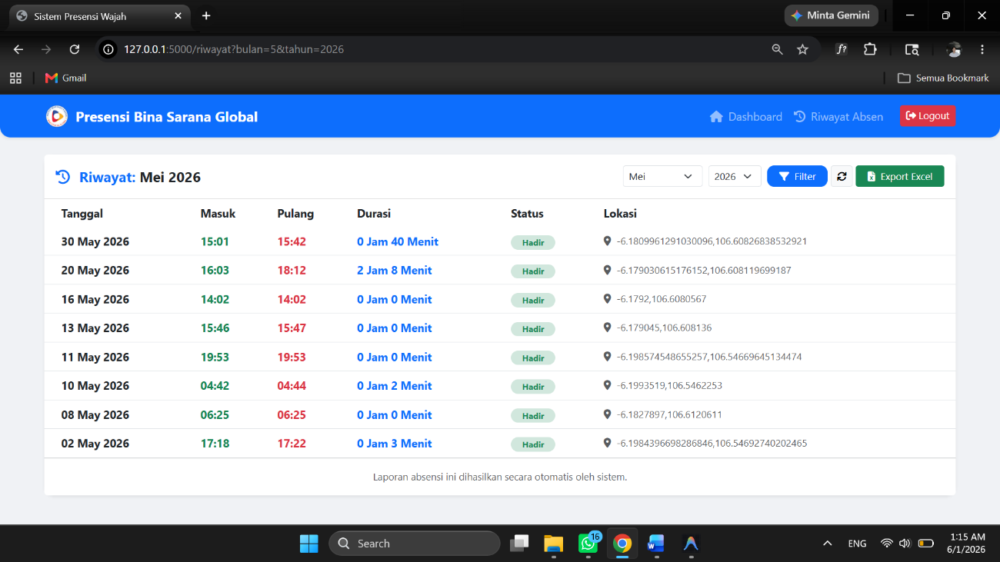 Sistem Presensi Wajah
Minta Gemini
127.0.0.1:5000/riwayat?bulan=5&tahun=2026
f?
Gmail
Semua Bookmark
Presensi Bina Sarana Global
Dashboard
Riwayat Absen
Logout
Riwayat: Mei 2026
Mei
2026
Filter
Export Excel
Tanggal Masuk Pulang Durasi Status Lokasi
30 May 2026 15:01 15:42 0 Jam 40 Menit Hadir -6.1809961291030096,106.60826838532921
20 May 2026 16:03 18:12 2 Jam 8 Menit Hadir -6.179030615176152,106.608119699187
16 May 2026 14:02 14:02 0 Jam 0 Menit Hadir -6.1792,106.6080567
13 May 2026 15:46 15:47 0 Jam 0 Menit Hadir -6.179045,106.608136
11 May 2026 19:53 19:53 0 Jam 0 Menit Hadir -6.198574548655257,106.54669645134474
10 May 2026 04:42 04:44 0 Jam 2 Menit Hadir -6.1993519,106.5462253
08 May 2026 06:25 06:25 0 Jam 0 Menit Hadir -6.1827897,106.6120611
02 May 2026 17:18 17:22 0 Jam 3 Menit Hadir -6.1984396698286846,106.54692740202465
Laporan absensi ini dihasilkan secara otomatis oleh sistem.
Search
16
ENG
1:15 AM
6/1/2026